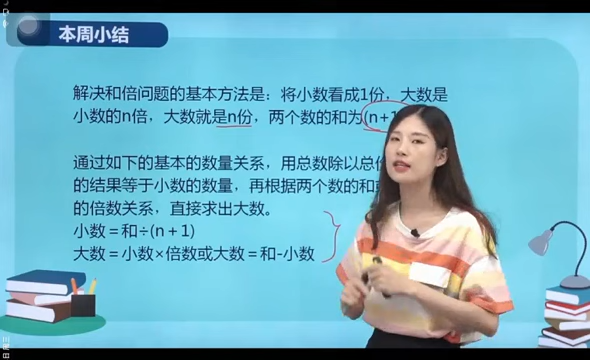 本周小结
解决和倍问题的基本方法是：将小数看成1份，大数是
小数的n倍，大数就是n份，两个数的和为(n+1
通过如下的基本的数量关系，用总数除以总
的结果等于小数的数量，再根据两个数的和
的倍数关系，直接求出大数。
小数＝和÷(n＋1)
大数＝小数×倍数或大数＝和-小数